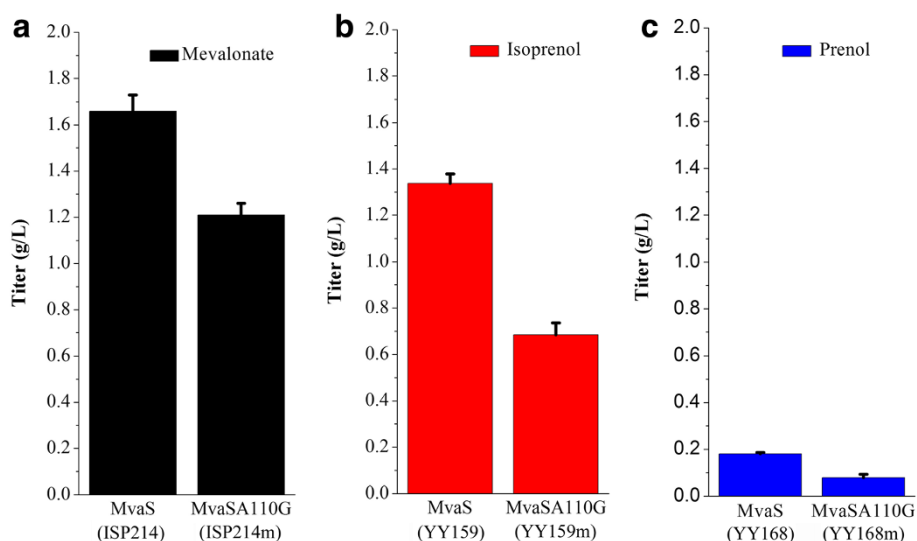 a
Mevalonate
Titer (g/L)
2.0
1.8
1.6
1.4
1.2
1.0
0.8
0.6
0.4
0.2
0.0
MvaS
(ISP214)
MvaSA110G
(ISP214m)
b
Isoprenol
Titer (g/L)
2.0
1.8
1.6
1.4
1.2
1.0
0.8
0.6
0.4
0.2
0.0
MvaS
(YY159)
MvaSA110G
(YY159m)
c
Prenol
Titer (g/L)
2.0
1.8
1.6
1.4
1.2
1.0
0.8
0.6
0.4
0.2
0.0
MvaS
(YY168)
MvaSA110G
(YY168m)